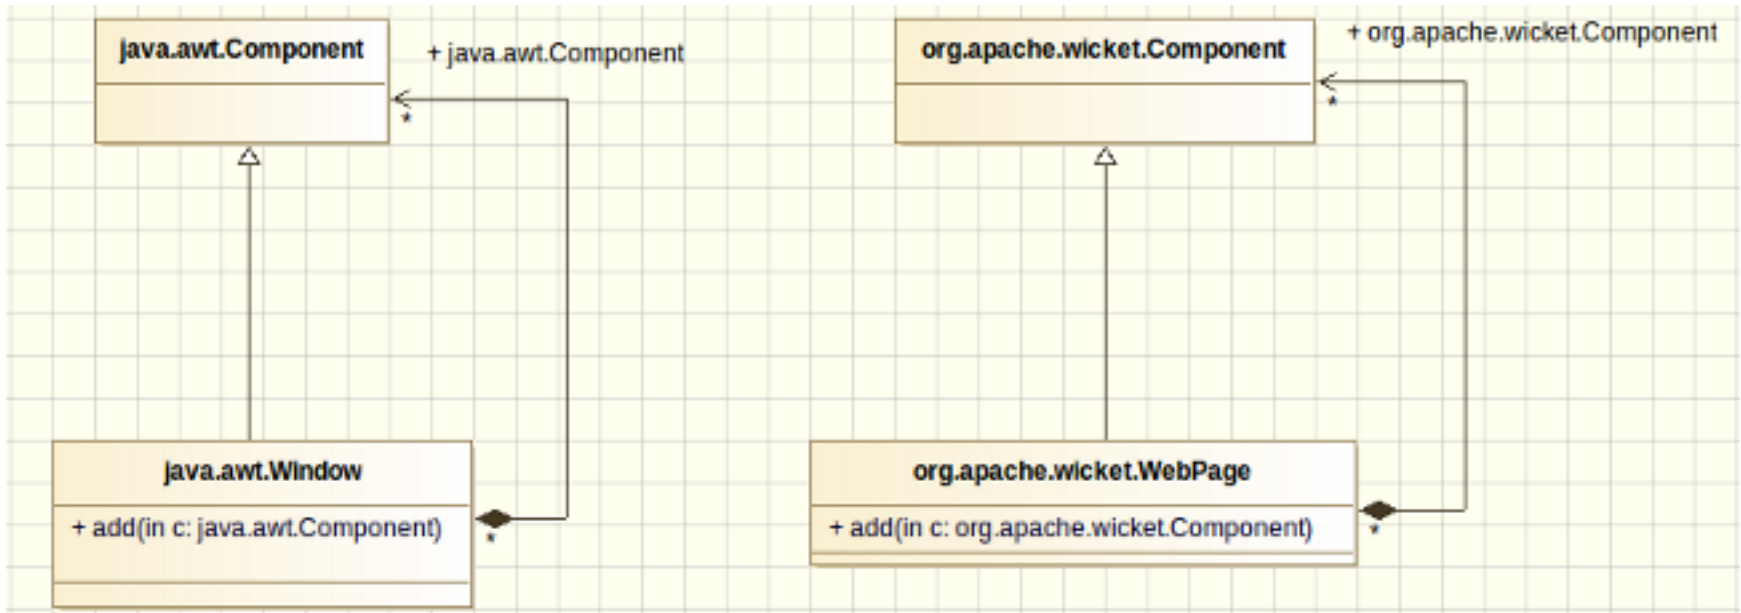 java.awt.Component
+ java.awt.Component
*
java.awt.Window
+ add(in c: java.awt.Component)
*
org.apache.wicket.Component
+ org.apache.wicket.Component
*
org.apache.wicket.WebPage
+ add(in c: org.apache.wicket.Component)
*